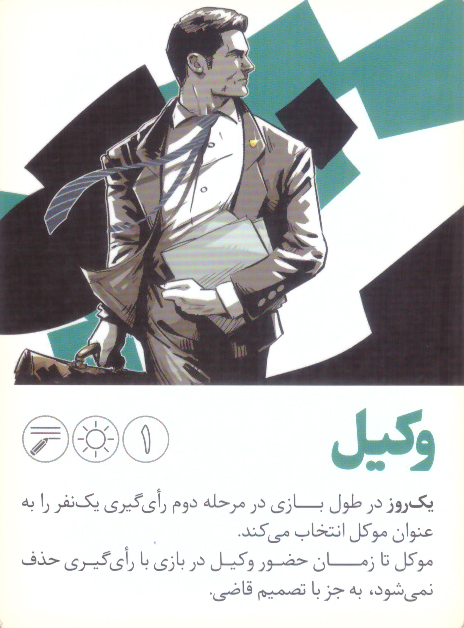 وکیل
۱
یک‌روز در طول بازی در مرحله دوم رأی‌گیری یک‌نفر را به
عنوان موکل انتخاب می‌کند.
موکل تا زمان حضور وکیل در بازی با رأی‌گیری حذف
نمی‌شود، به جز با تصمیم قاضی.